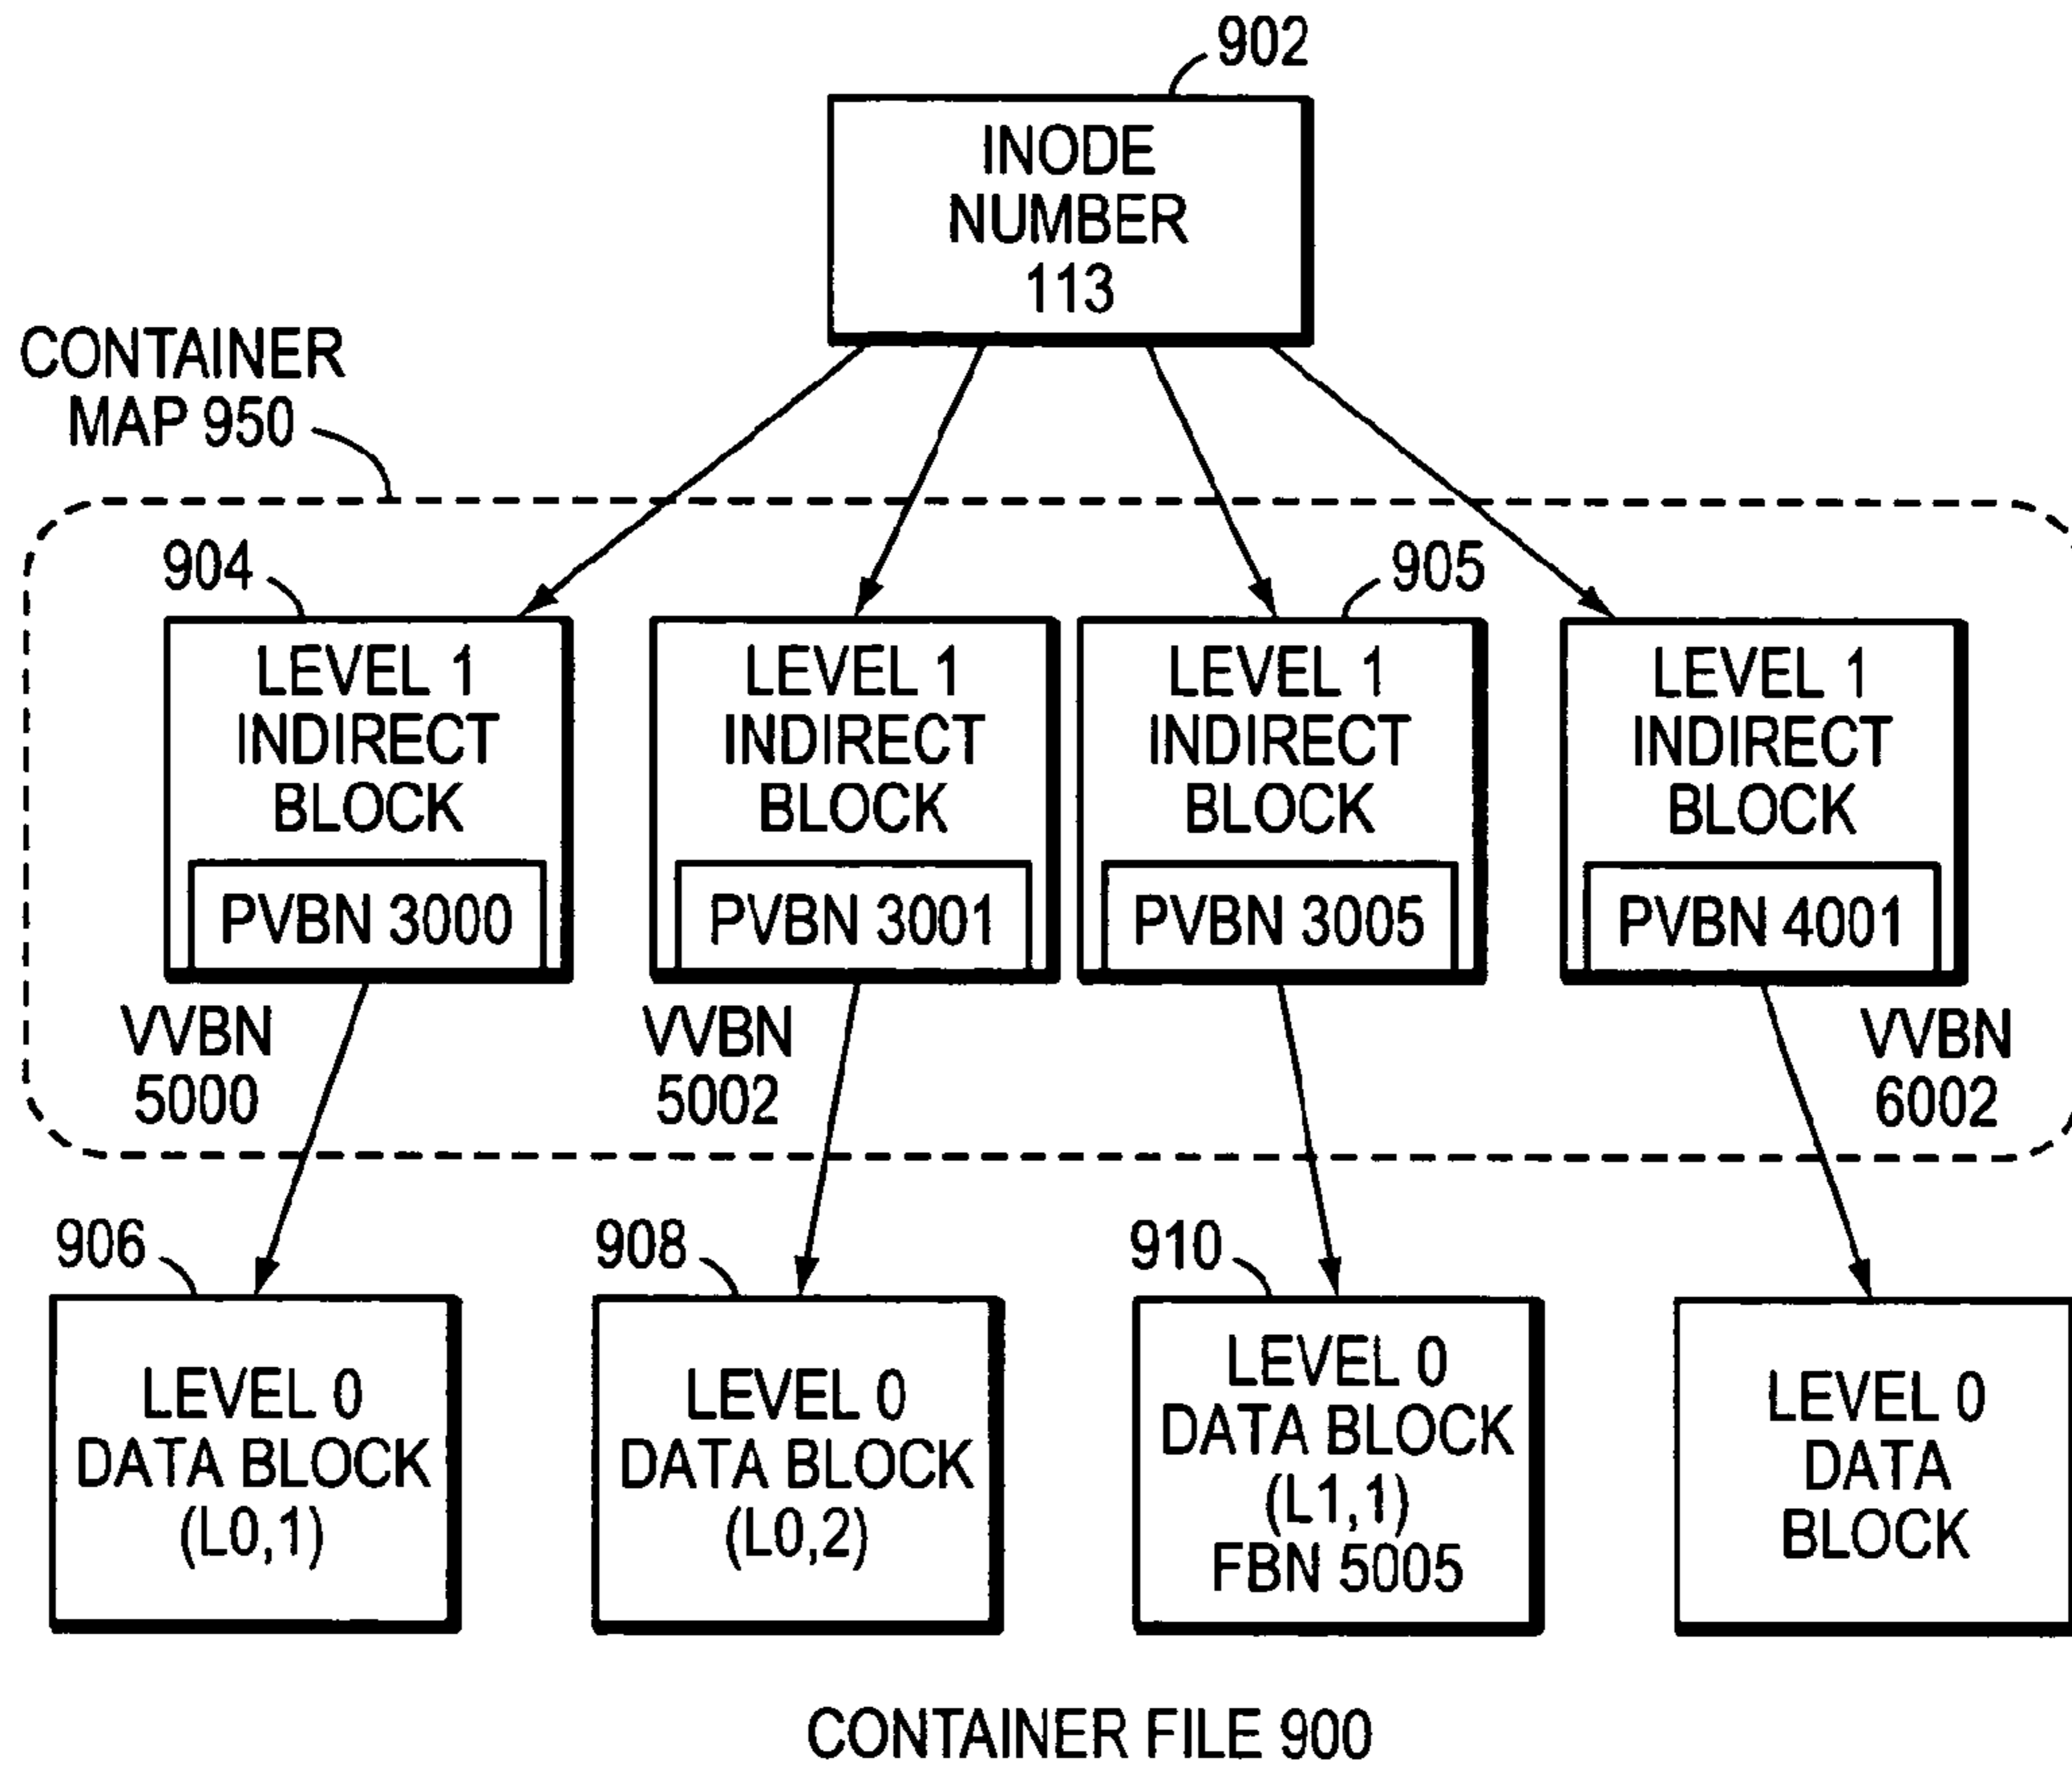 902
INODE
NUMBER
113
CONTAINER
MAP 950
904
905
LEVEL 1
INDIRECT
BLOCK
PVBN 3000
LEVEL 1
INDIRECT
BLOCK
PVBN 3001
LEVEL 1
INDIRECT
BLOCK
PVBN 3005
LEVEL 1
INDIRECT
BLOCK
PVBN 4001
VVBN
5000
VVBN
5002
VVBN
6002
906
908
910
LEVEL 0
DATA BLOCK
(L0,1)
LEVEL 0
DATA BLOCK
(L0,2)
LEVEL 0
DATA BLOCK
(L1,1)
FBN 5005
LEVEL 0
DATA
BLOCK
CONTAINER FILE 900